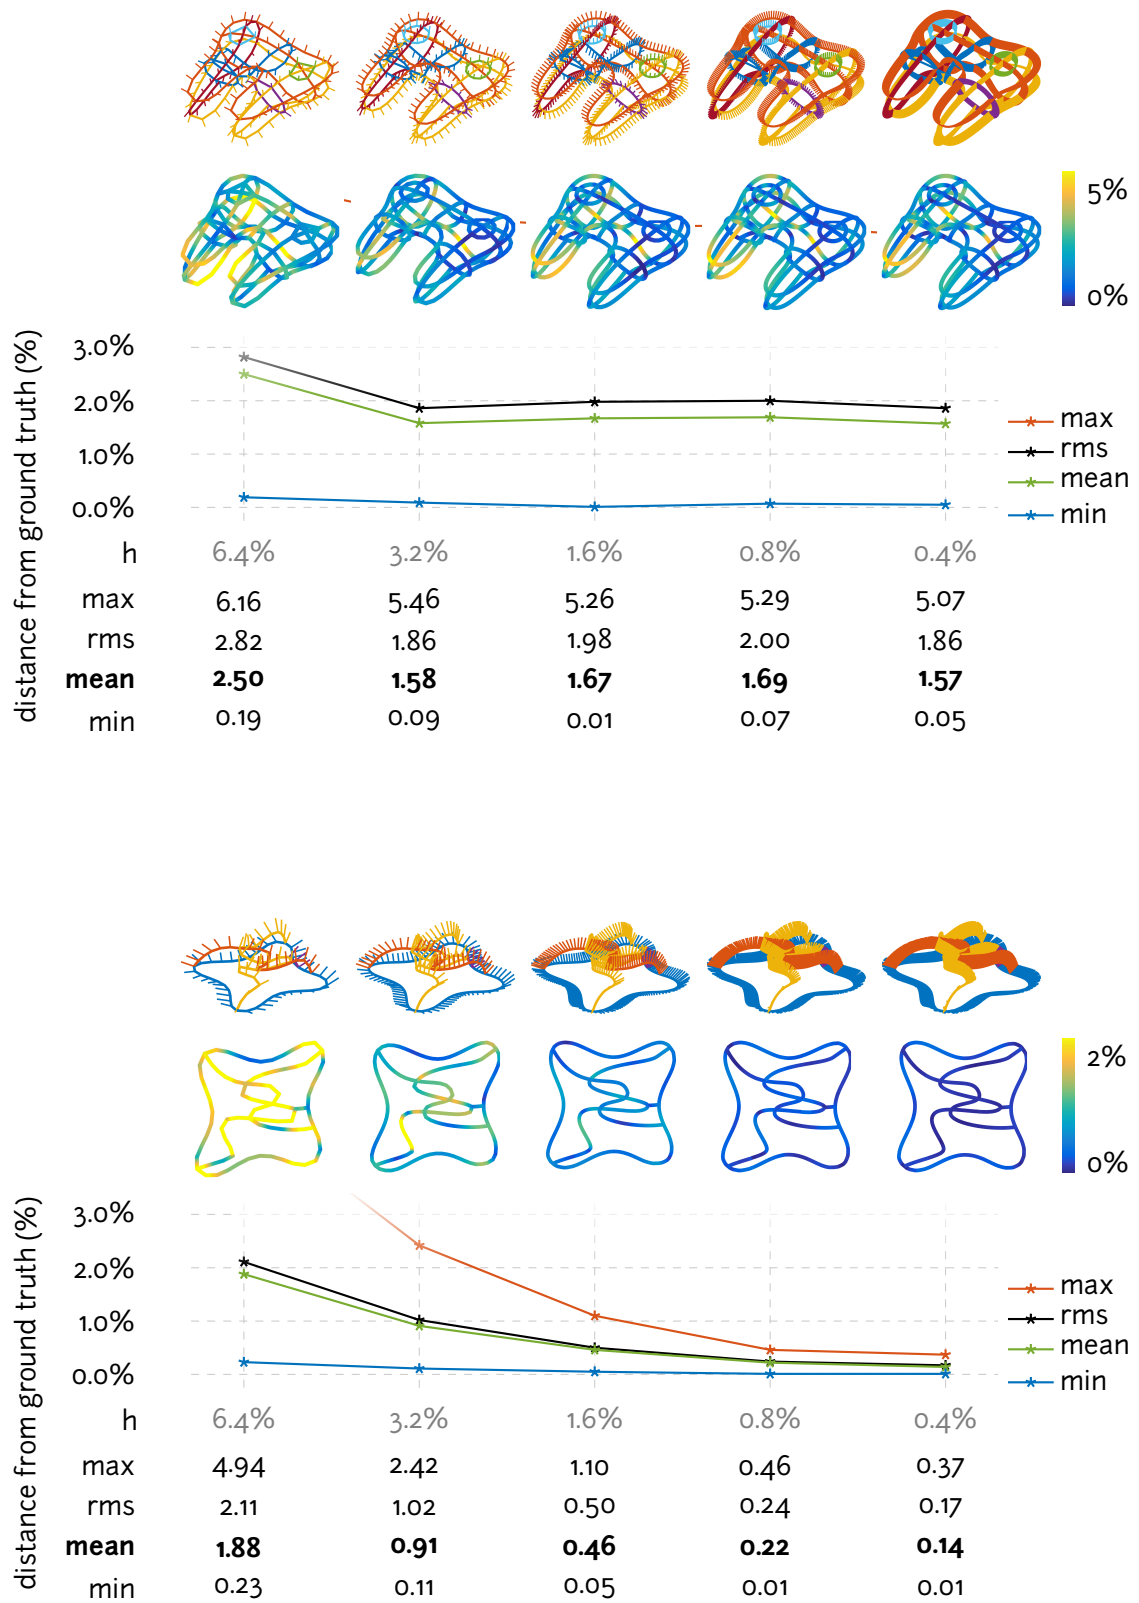 5%
0%
distance from ground truth (%)
3.0%
2.0%
1.0%
0.0%
max
rms
mean
min
h 6.4% 3.2% 1.6% 0.8% 0.4%
max 6.16 5.46 5.26 5.29 5.07
rms 2.82 1.86 1.98 2.00 1.86
mean 2.50 1.58 1.67 1.69 1.57
min 0.19 0.09 0.01 0.07 0.05
2%
0%
distance from ground truth (%)
3.0%
2.0%
1.0%
0.0%
max
rms
mean
min
h 6.4% 3.2% 1.6% 0.8% 0.4%
max 4.94 2.42 1.10 0.46 0.37
rms 2.11 1.02 0.50 0.24 0.17
mean 1.88 0.91 0.46 0.22 0.14
min 0.23 0.11 0.05 0.01 0.01